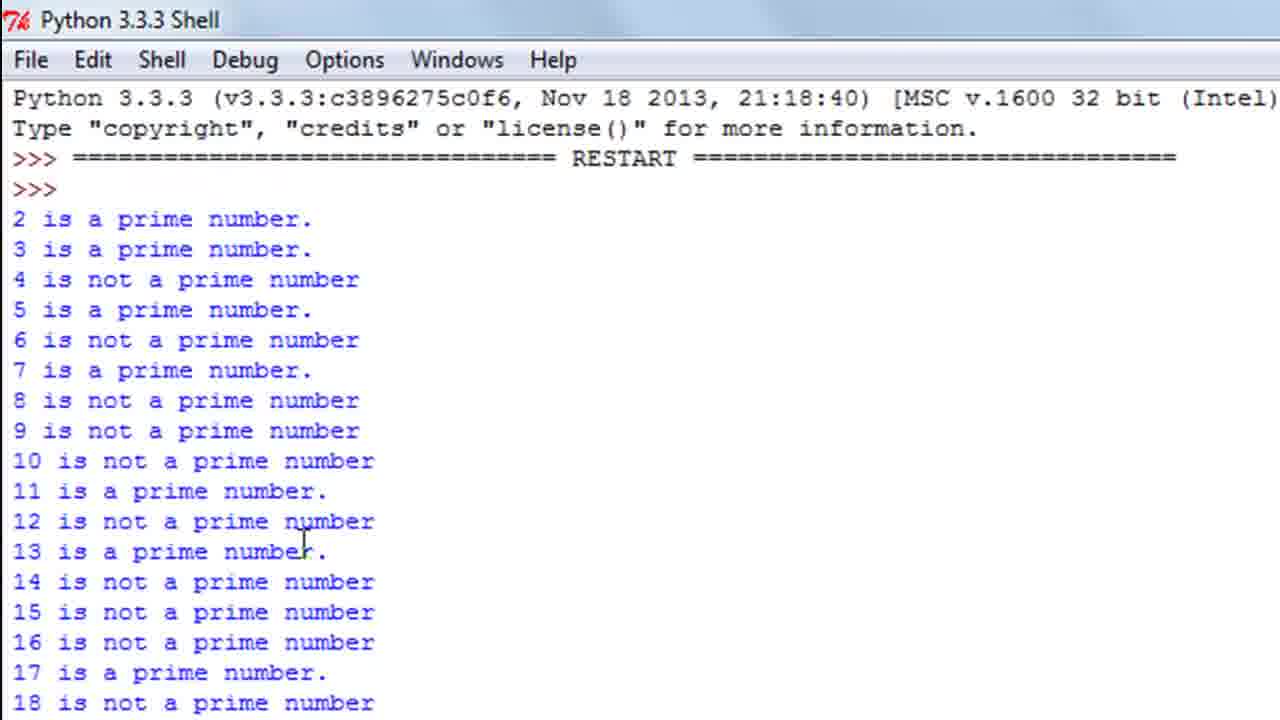 Python 3.3.3 Shell
File Edit Shell Debug Options Windows Help
Python 3.3.3 (v3.3.3:c3896275c0f6, Nov 18 2013, 21:18:40) [MSC v.1600 32 bit (Intel)
Type "copyright", "credits" or "license()" for more information.
>>> ================================ RESTART ================================
>>>
2 is a prime number.
3 is a prime number.
4 is not a prime number
5 is a prime number.
6 is not a prime number
7 is a prime number.
8 is not a prime number
9 is not a prime number
10 is not a prime number
11 is a prime number.
12 is not a prime number
13 is a prime number.
14 is not a prime number
15 is not a prime number
16 is not a prime number
17 is a prime number.
18 is not a prime number